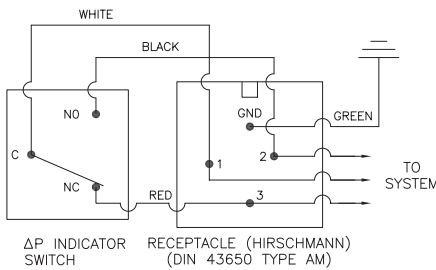 WHITE
BLACK
NO
GND
GREEN
C
1
2
TO
SYSTEM
NC
RED
3
ΔP INDICATOR
SWITCH
RECEPTACLE (HIRSCHMANN)
(DIN 43650 TYPE AM)